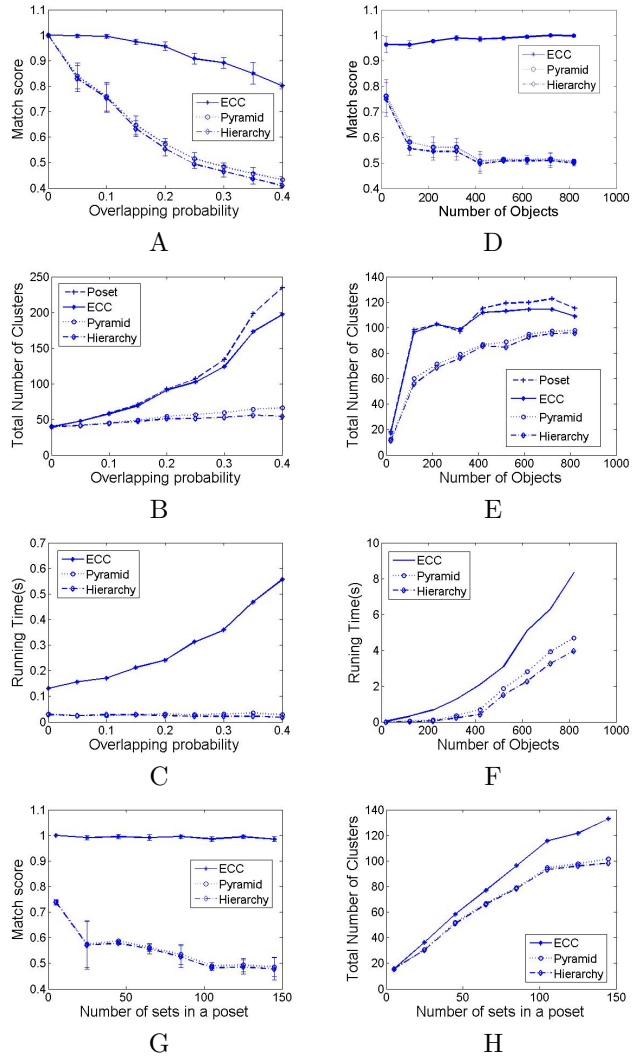 1.1
1
0.9
0.8
0.7
0.6
0.5
0.4
Match score
ECC
Pyramid
Hierarchy
0 0.1 0.2 0.3 0.4
Overlapping probability
A
1.1
1
0.9
0.8
0.7
0.6
0.5
0.4
Match score
ECC
Pyramid
Hierarchy
0 200 400 600 800 1000
Number of Objects
D
250
200
150
100
50
0
Total Number of Clusters
Poset
ECC
Pyramid
Hierarchy
0 0.1 0.2 0.3 0.4
Overlapping probability
B
140
120
100
80
60
40
20
0
Total Number of Clusters
Poset
ECC
Pyramid
Hierarchy
0 200 400 600 800 1000
Number of Objects
E
0.7
0.6
0.5
0.4
0.3
0.2
0.1
0
Running Time(s)
ECC
Pyramid
Hierarchy
0 0.1 0.2 0.3 0.4
Overlapping probability
C
10
8
6
4
2
0
Runing Time(s)
ECC
Pyramid
Hierarchy
0 200 400 600 800 1000
Number of Objects
F
1.1
1
0.9
0.8
0.7
0.6
0.5
0.4
Match score
ECC
Pyramid
Hierarchy
0 50 100 150
Number of sets in a poset
G
140
120
100
80
60
40
20
0
Total Number of Clusters
ECC
Pyramid
Hierarchy
0 50 100 150
Number of sets in a poset
H